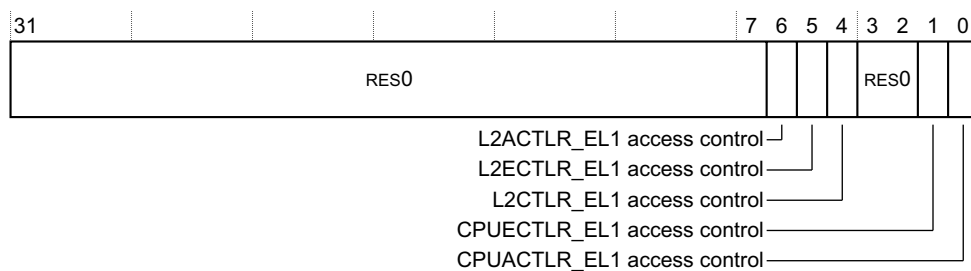 31 7 6 5 4 3 2 1 0
RES0 RES0
L2ACTLR_EL1 access control
L2ECTLR_EL1 access control
L2CTLR_EL1 access control
CPUECTLR_EL1 access control
CPUACTLR_EL1 access control